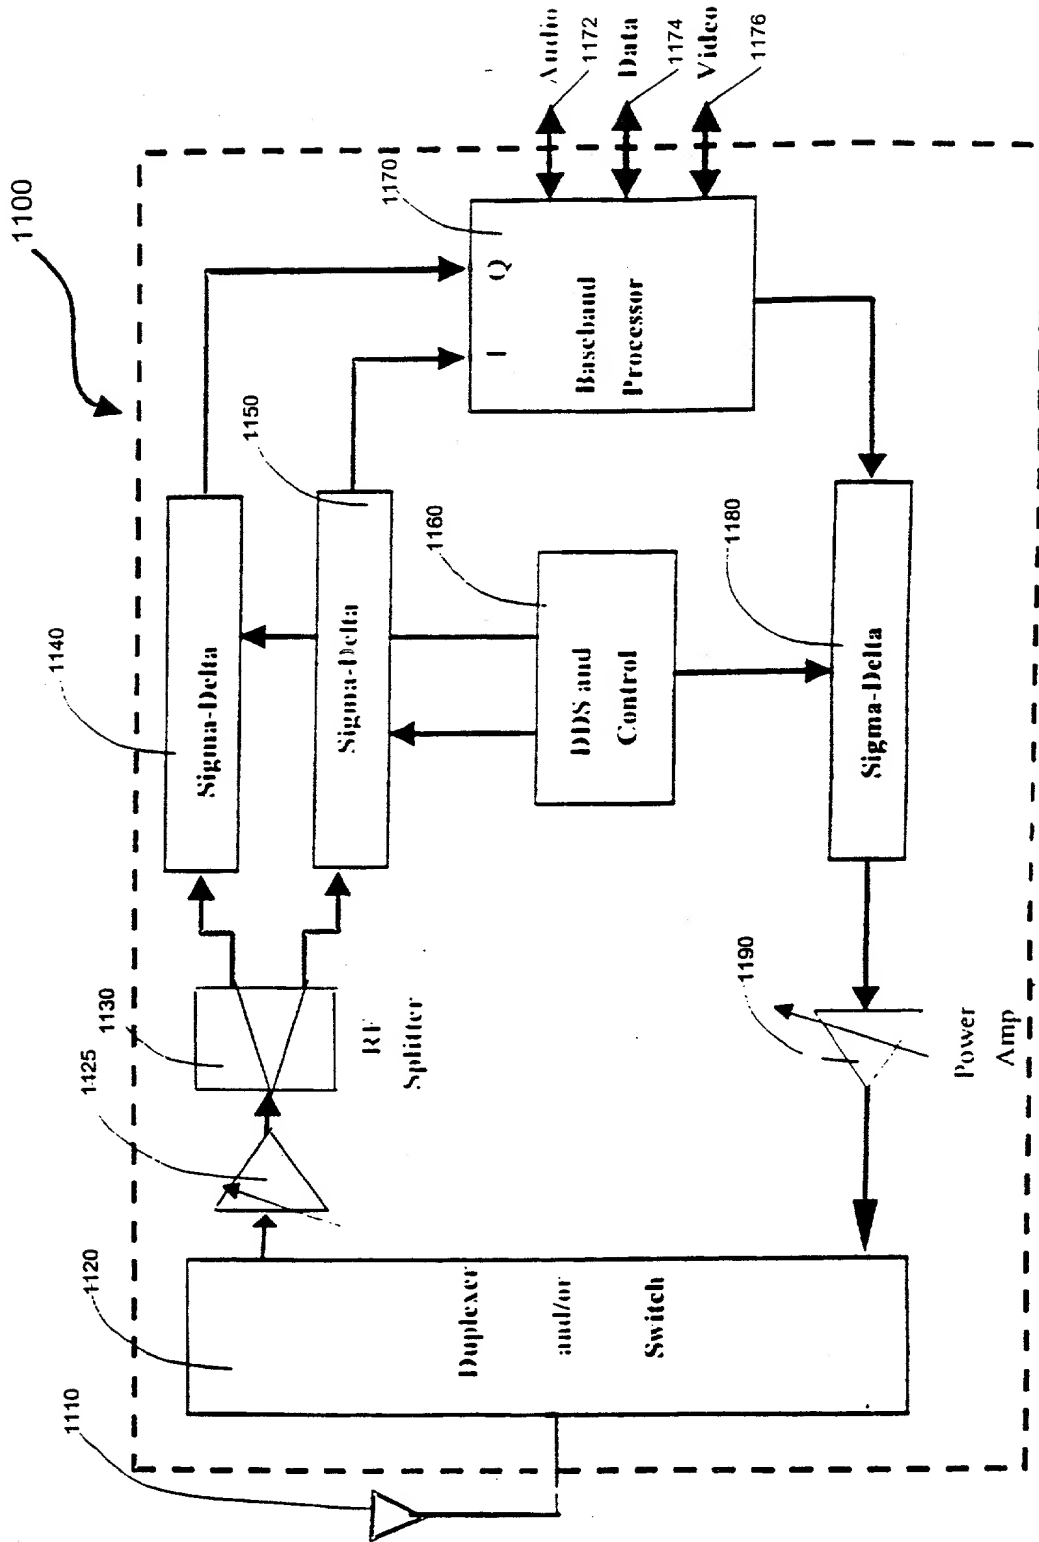 1100
1110
1120
Duplexer
and/or
Switch
1125
1130
RF
Splitter
1140
Sigma-Delta
1150
Sigma-Delta
1160
DDS and
Control
1170
I
Q
Baseband
Processor
Audio
1172
Data
1174
Video
1176
1180
Sigma-Delta
1190
Power
Amp